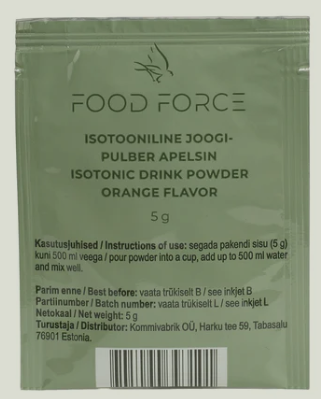 FOOD FORCE
ISOTOONILINE JOOGI-
PULBER APELSIN
ISOTONIC DRINK POWDER
ORANGE FLAVOR
5 g
Kasutusjuhised / Instructions of use: segada pakendi sisu (5 g)
kuni 500 ml veega / pour powder into a cup, add up to 500 ml water
and mix well.
Parim enne / Best before: vaata trükiselt B / see inkjet B
Partiinumber / Batch number: vaata trükiselt L / see inkjet L
Netokaal / Net weight: 5 g
Turustaja / Distributor: Kommivabrik OÜ, Harku tee 59, Tabasalu
76901 Estonia.